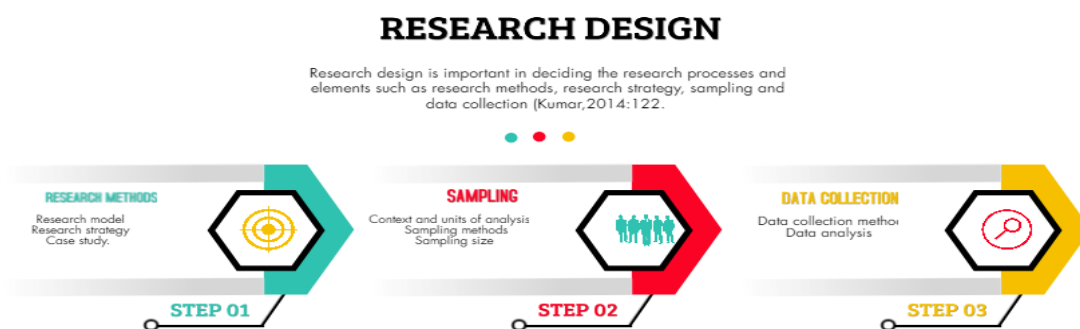 RESEARCH DESIGN
Research design is important in deciding the research processes and
elements such as research methods, research strategy, sampling and
data collection (Kumar,2014:122.
RESEARCH METHODS
Research model
Research strategy
Case study.
STEP 01
SAMPLING
Context and units of analysis
Sampling methods
Sampling size
STEP 02
DATA COLLECTION
Data collection metho
Data analysis
STEP 03